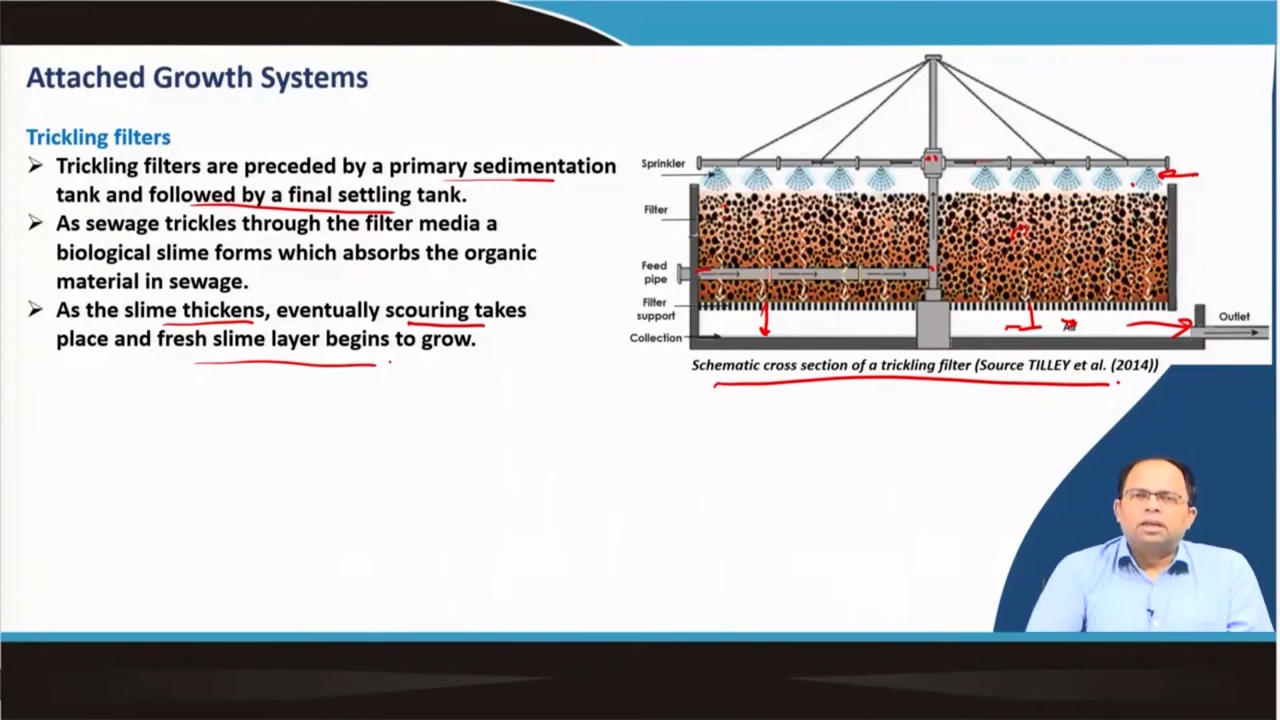 Attached Growth Systems
Trickling filters
➤ Trickling filters are preceded by a primary sedimentation
tank and followed by a final settling tank.
➤ As sewage trickles through the filter media a
biological slime forms which absorbs the organic
material in sewage.
➤ As the slime thickens, eventually scouring takes
place and fresh slime layer begins to grow.
Sprinkler
Filter
Feed
pipe
Filter
support
Collection
Air
Outlet
Schematic cross section of a trickling filter (Source TILLEY et al. (2014))